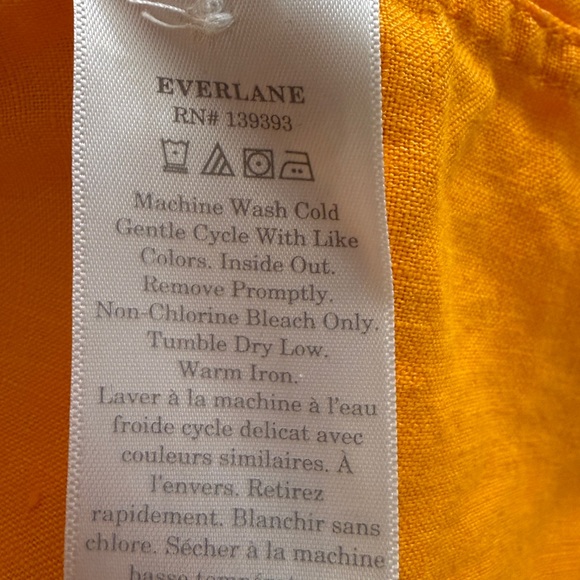 EVERLANE
RN# 139393
Machine Wash Cold
Gentle Cycle With Like
Colors. Inside Out.
Remove Promptly.
Non-Chlorine Bleach Only.
Tumble Dry Low.
Warm Iron.
Laver à la machine à l'eau
froide cycle delicat avec
couleurs similaires. À
l'envers. Retirez
rapidement. Blanchir sans
chlore. Sécher à la machine
basse